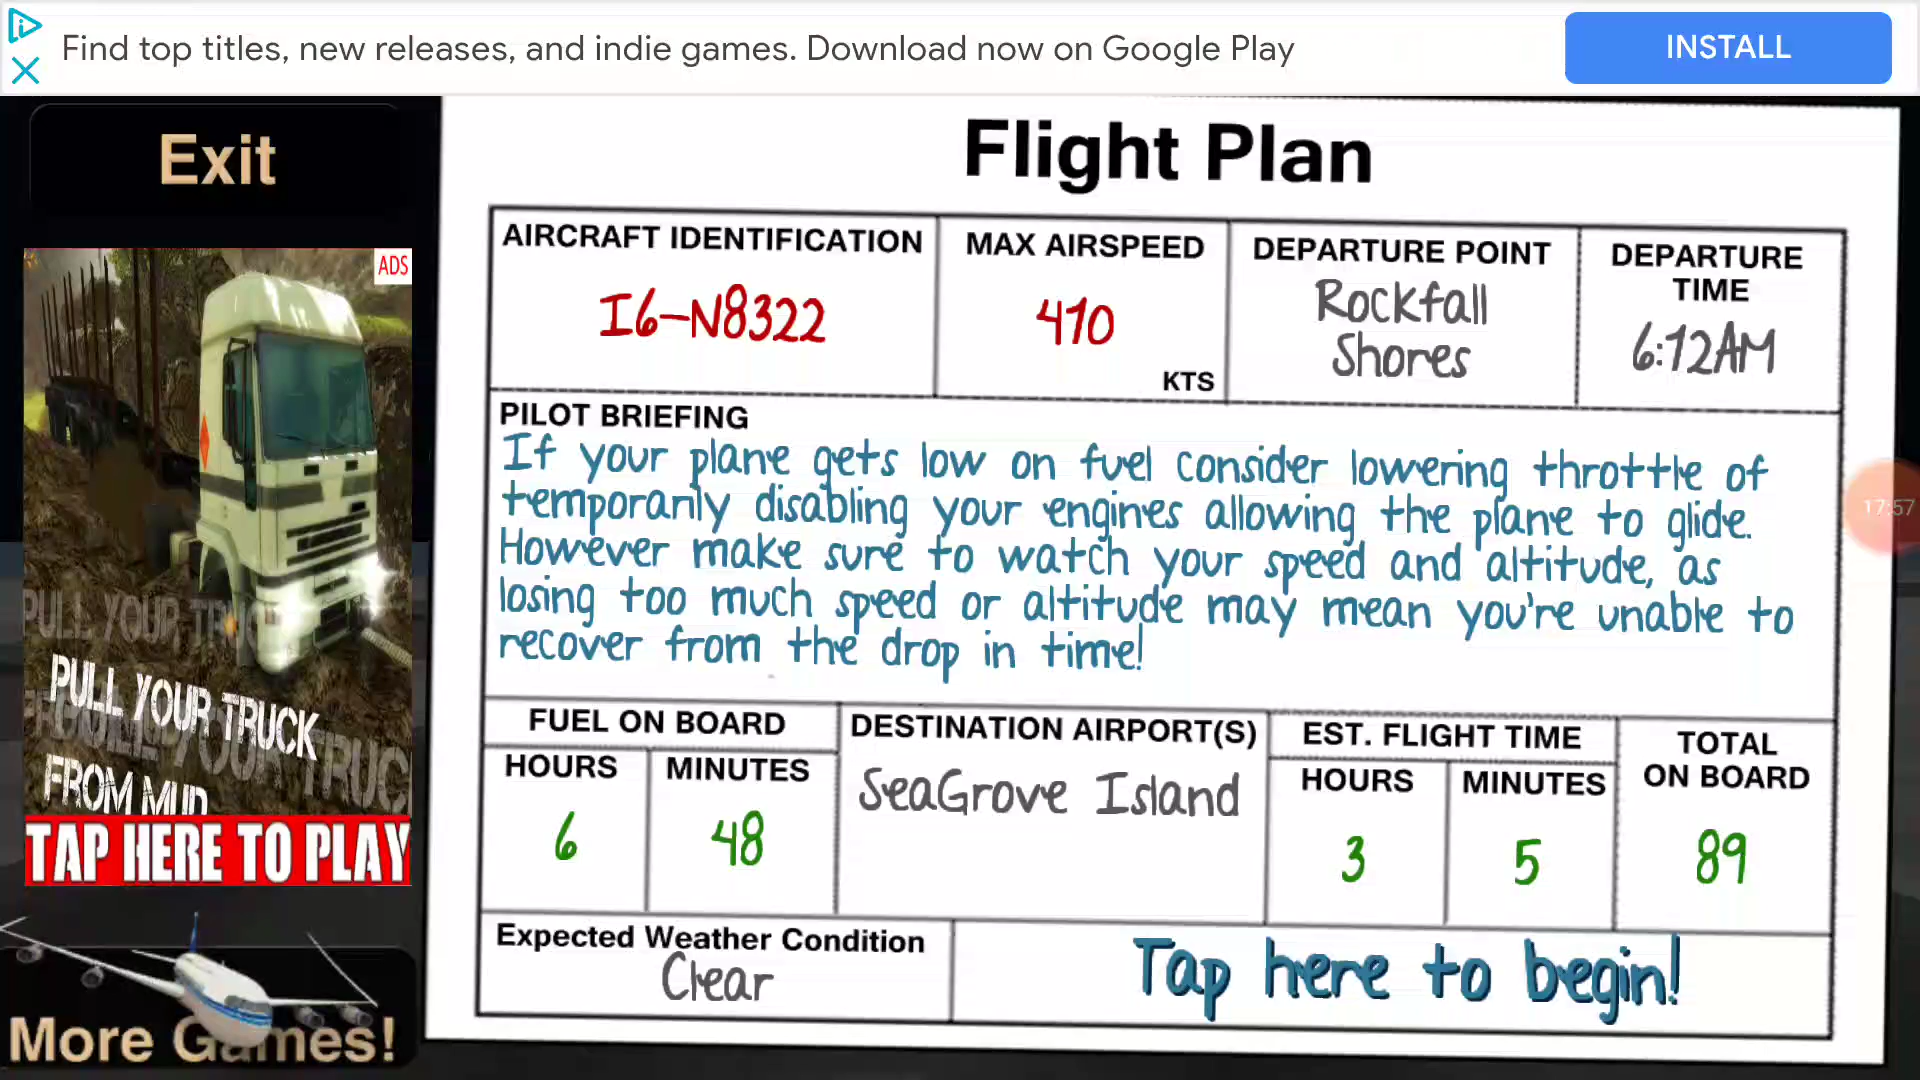 Find top titles, new releases, and indie games. Download now on Google Play
INSTALL
Exit
ADS
PULL YOUR TRUCK
FROM MUD
TAP HERE TO PLAY
More Games!
Flight Plan
AIRCRAFT IDENTIFICATION
I6-N8322
MAX AIRSPEED
410
KTS
DEPARTURE POINT
Rockfall
Shores
DEPARTURE
TIME
6:12AM
PILOT BRIEFING
If your plane gets low on fuel consider lowering throttle of
temporarily disabling your engines allowing the plane to glide.
However make sure to watch your speed and altitude, as
losing too much speed or altitude may mean you're unable to
recover from the drop in time!
17:57
FUEL ON BOARD
HOURS
6
MINUTES
48
DESTINATION AIRPORT(S)
SeaGrove Island
EST. FLIGHT TIME
HOURS
3
MINUTES
5
TOTAL
ON BOARD
89
Expected Weather Condition
Clear
Tap here to begin!